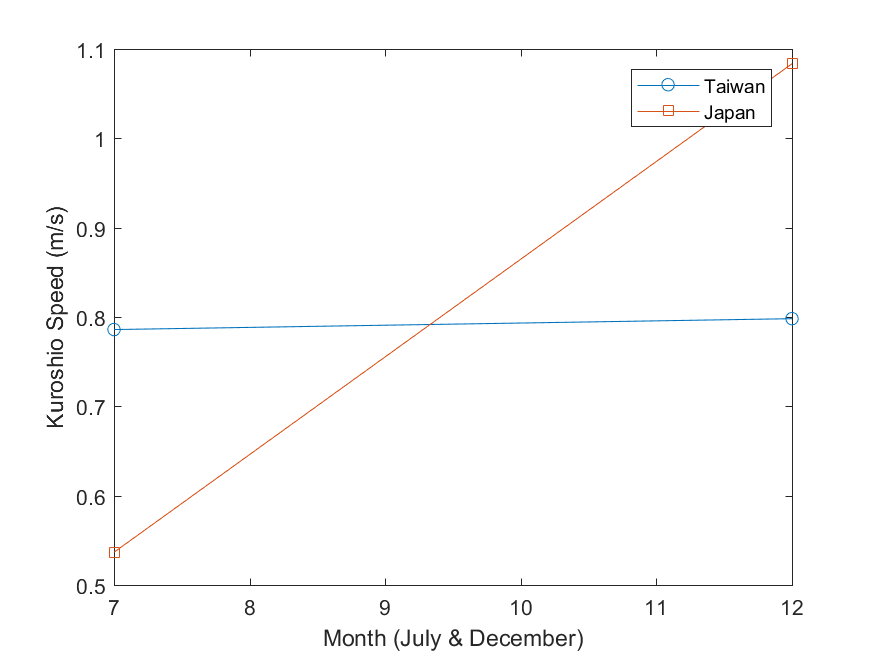 1.1
1
0.9
0.8
0.7
0.6
0.5
Kuroshio Speed (m/s)
Taiwan
Japan
7 8 9 10 11 12
Month (July & December)